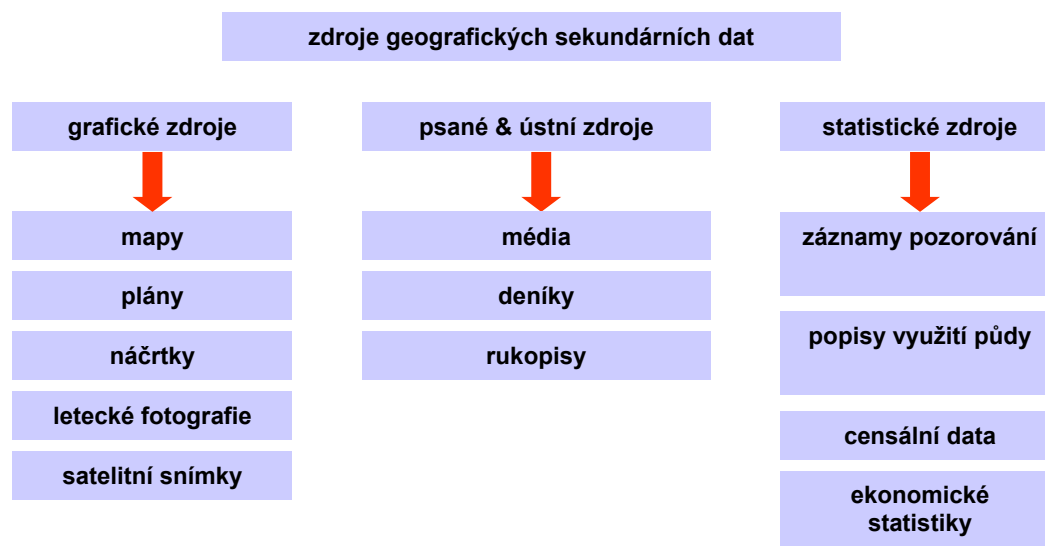 zdroje geografických sekundárních dat
grafické zdroje
mapy
plány
náčrtky
letecké fotografie
satelitní snímky
psané & ústní zdroje
média
deníky
rukopisy
statistické zdroje
záznamy pozorování
popisy využití půdy
censální data
ekonomické
statistiky